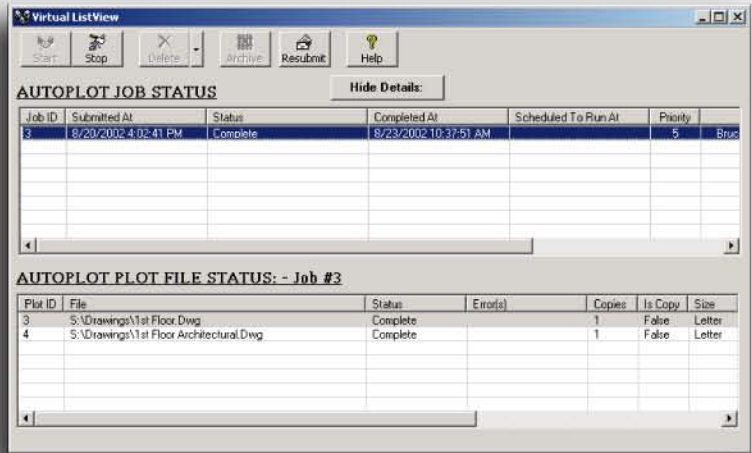 Virtual ListView
Start Stop Delete Archive Resubmit Help
AUTOPLOT JOB STATUS
Hide Details:
Job ID Submitted At Status Completed At Scheduled To Run At Priority
3 8/20/2002 4:02:41 PM Complete 8/23/2002 10:37:51 AM 5 Bruc
AUTOPLOT PLOT FILE STATUS: - Job #3
Plot ID File Status Error(s) Copies Is Copy Size
3 S:\Drawings\1st Floor.Dwg Complete 1 False Letter
4 S:\Drawings\1st Floor Architectural.Dwg Complete 1 False Letter